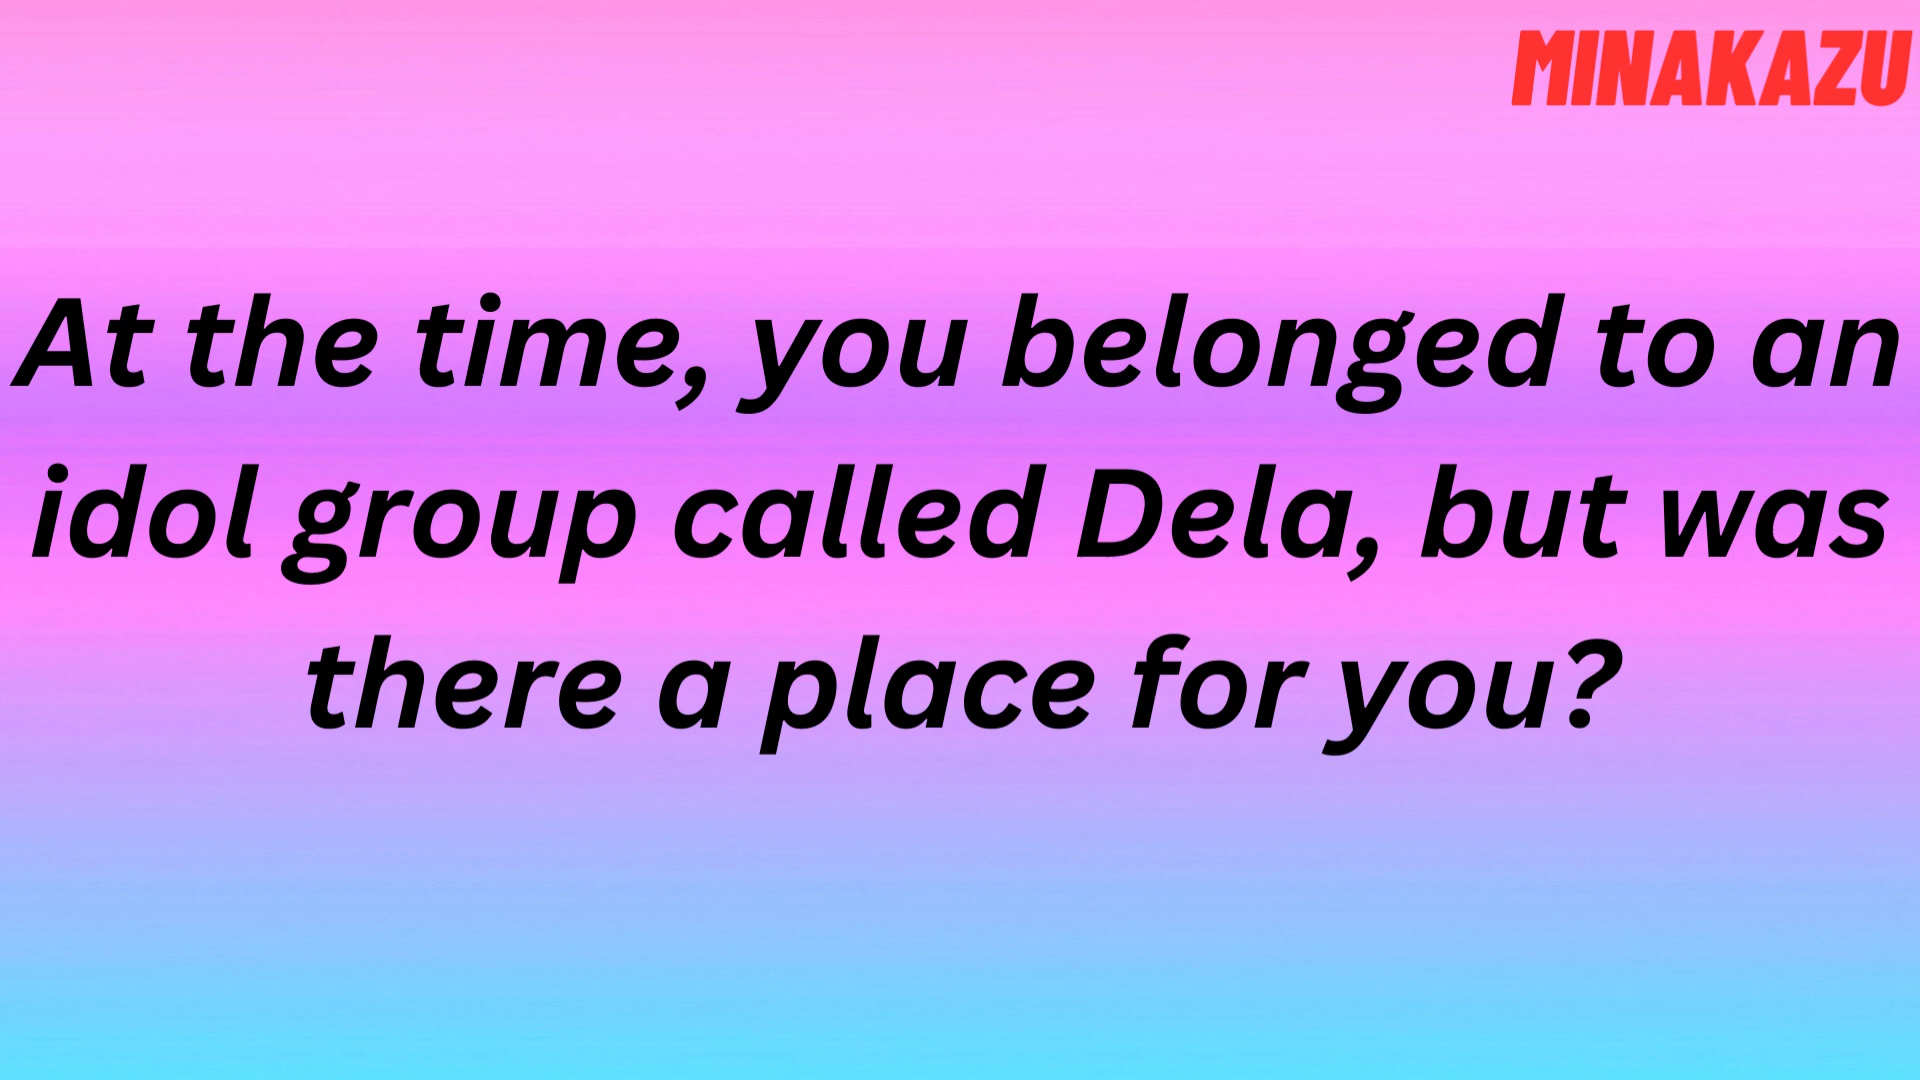 MINAKAZU
At the time, you belonged to an
idol group called Dela, but was
there a place for you?